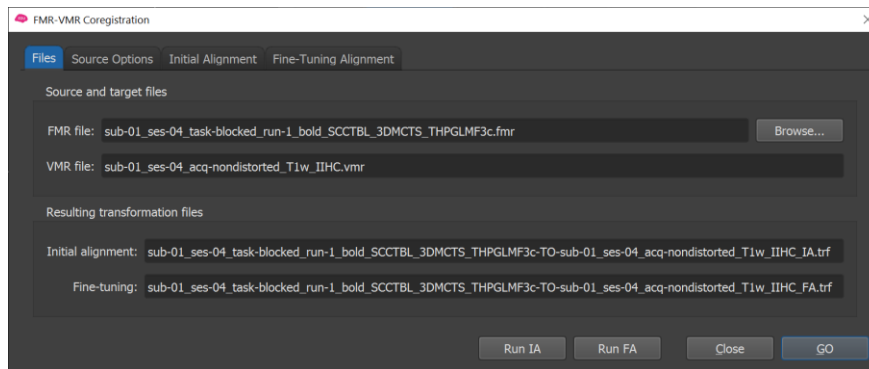 FMR-VMR Coregistration
Files Source Options Initial Alignment Fine-Tuning Alignment
Source and target files
FMR file: sub-01_ses-04_task-blocked_run-1_bold_SCCTBL_3DMCTS_THPGLMF3c.fmr Browse...
VMR file: sub-01_ses-04_acq-nondistorted_T1w_IIHC.vmr
Resulting transformation files
Initial alignment: sub-01_ses-04_task-blocked_run-1_bold_SCCTBL_3DMCTS_THPGLMF3c-TO-sub-01_ses-04_acq-nondistorted_T1w_IIHC_IA.trf
Fine-tuning: sub-01_ses-04_task-blocked_run-1_bold_SCCTBL_3DMCTS_THPGLMF3c-TO-sub-01_ses-04_acq-nondistorted_T1w_IIHC_FA.trf
Run IA Run FA Close GO